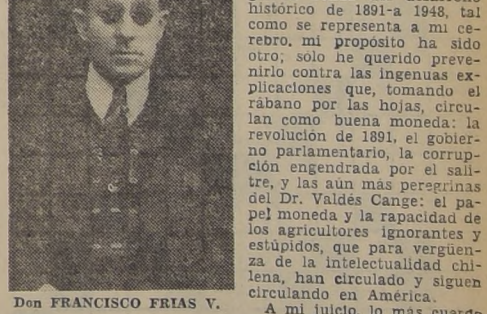 histórico de 1891-a 1948, tal
como se representa a mi ce-
rebro, mi propósito ha sido
otro; sólo he querido preve-
nirlo contra las ingenuas ex-
plicaciones que, tomando el
rábano por las hojas, circu-
lan como buena moneda: la
revolución de 1891, el gobier-
no parlamentario, la corrup-
ción engendrada por el sali-
tre, y las aún más peregrinas
del Dr. Valdés Cange: el pa-
pel moneda y la rapacidad de
los agricultores ignorantes y
estúpidos, que para vergüen-
za de la intelectualidad chi-
lena, han circulado y siguen
circulando en América.
A mi juicio, lo más cuerdo
Don FRANCISCO FRIAS V.